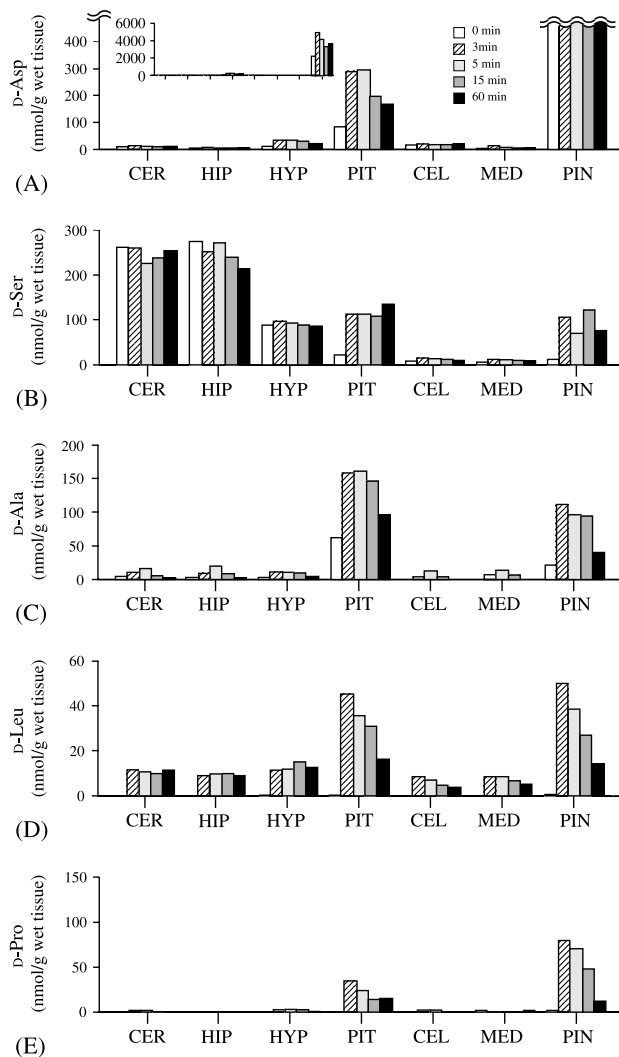 6000
4000
2000
0
0 min
3min
5 min
15 min
60 min
D-Asp
(nmol/g wet tissue)
400
300
200
100
0
CER HIP HYP PIT CEL MED PIN
(A)
D-Ser
(nmol/g wet tissue)
300
200
100
0
CER HIP HYP PIT CEL MED PIN
(B)
D-Ala
(nmol/g wet tissue)
200
150
100
50
0
CER HIP HYP PIT CEL MED PIN
(C)
D-Leu
(nmol/g wet tissue)
60
40
20
0
CER HIP HYP PIT CEL MED PIN
(D)
D-Pro
(nmol/g wet tissue)
150
100
50
0
CER HIP HYP PIT CEL MED PIN
(E)